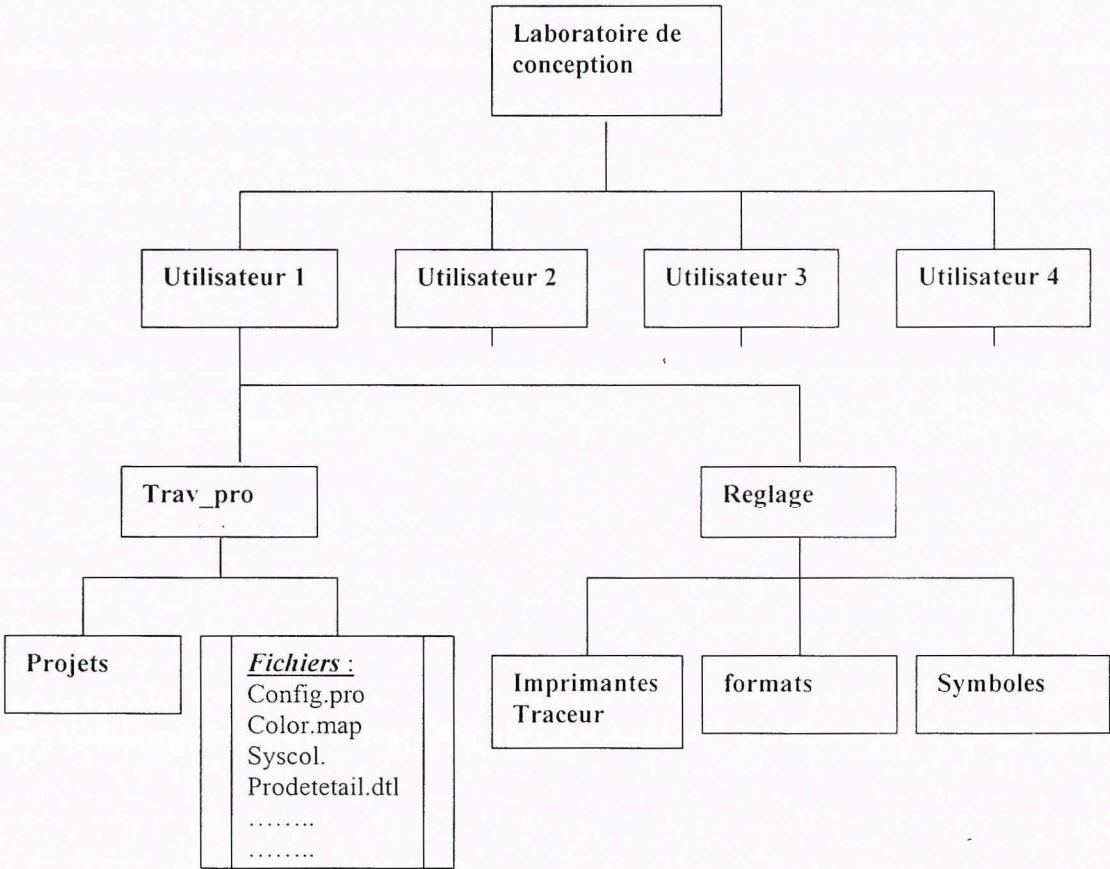 Laboratoire de
conception
Utilisateur 1
Utilisateur 2
Utilisateur 3
Utilisateur 4
Trav_pro
Reglage
Projets
Fichiers :
Config.pro
Color.map
Syscol.
Prodetetail.dtl
........
........
Imprimantes
Traceur
formats
Symboles